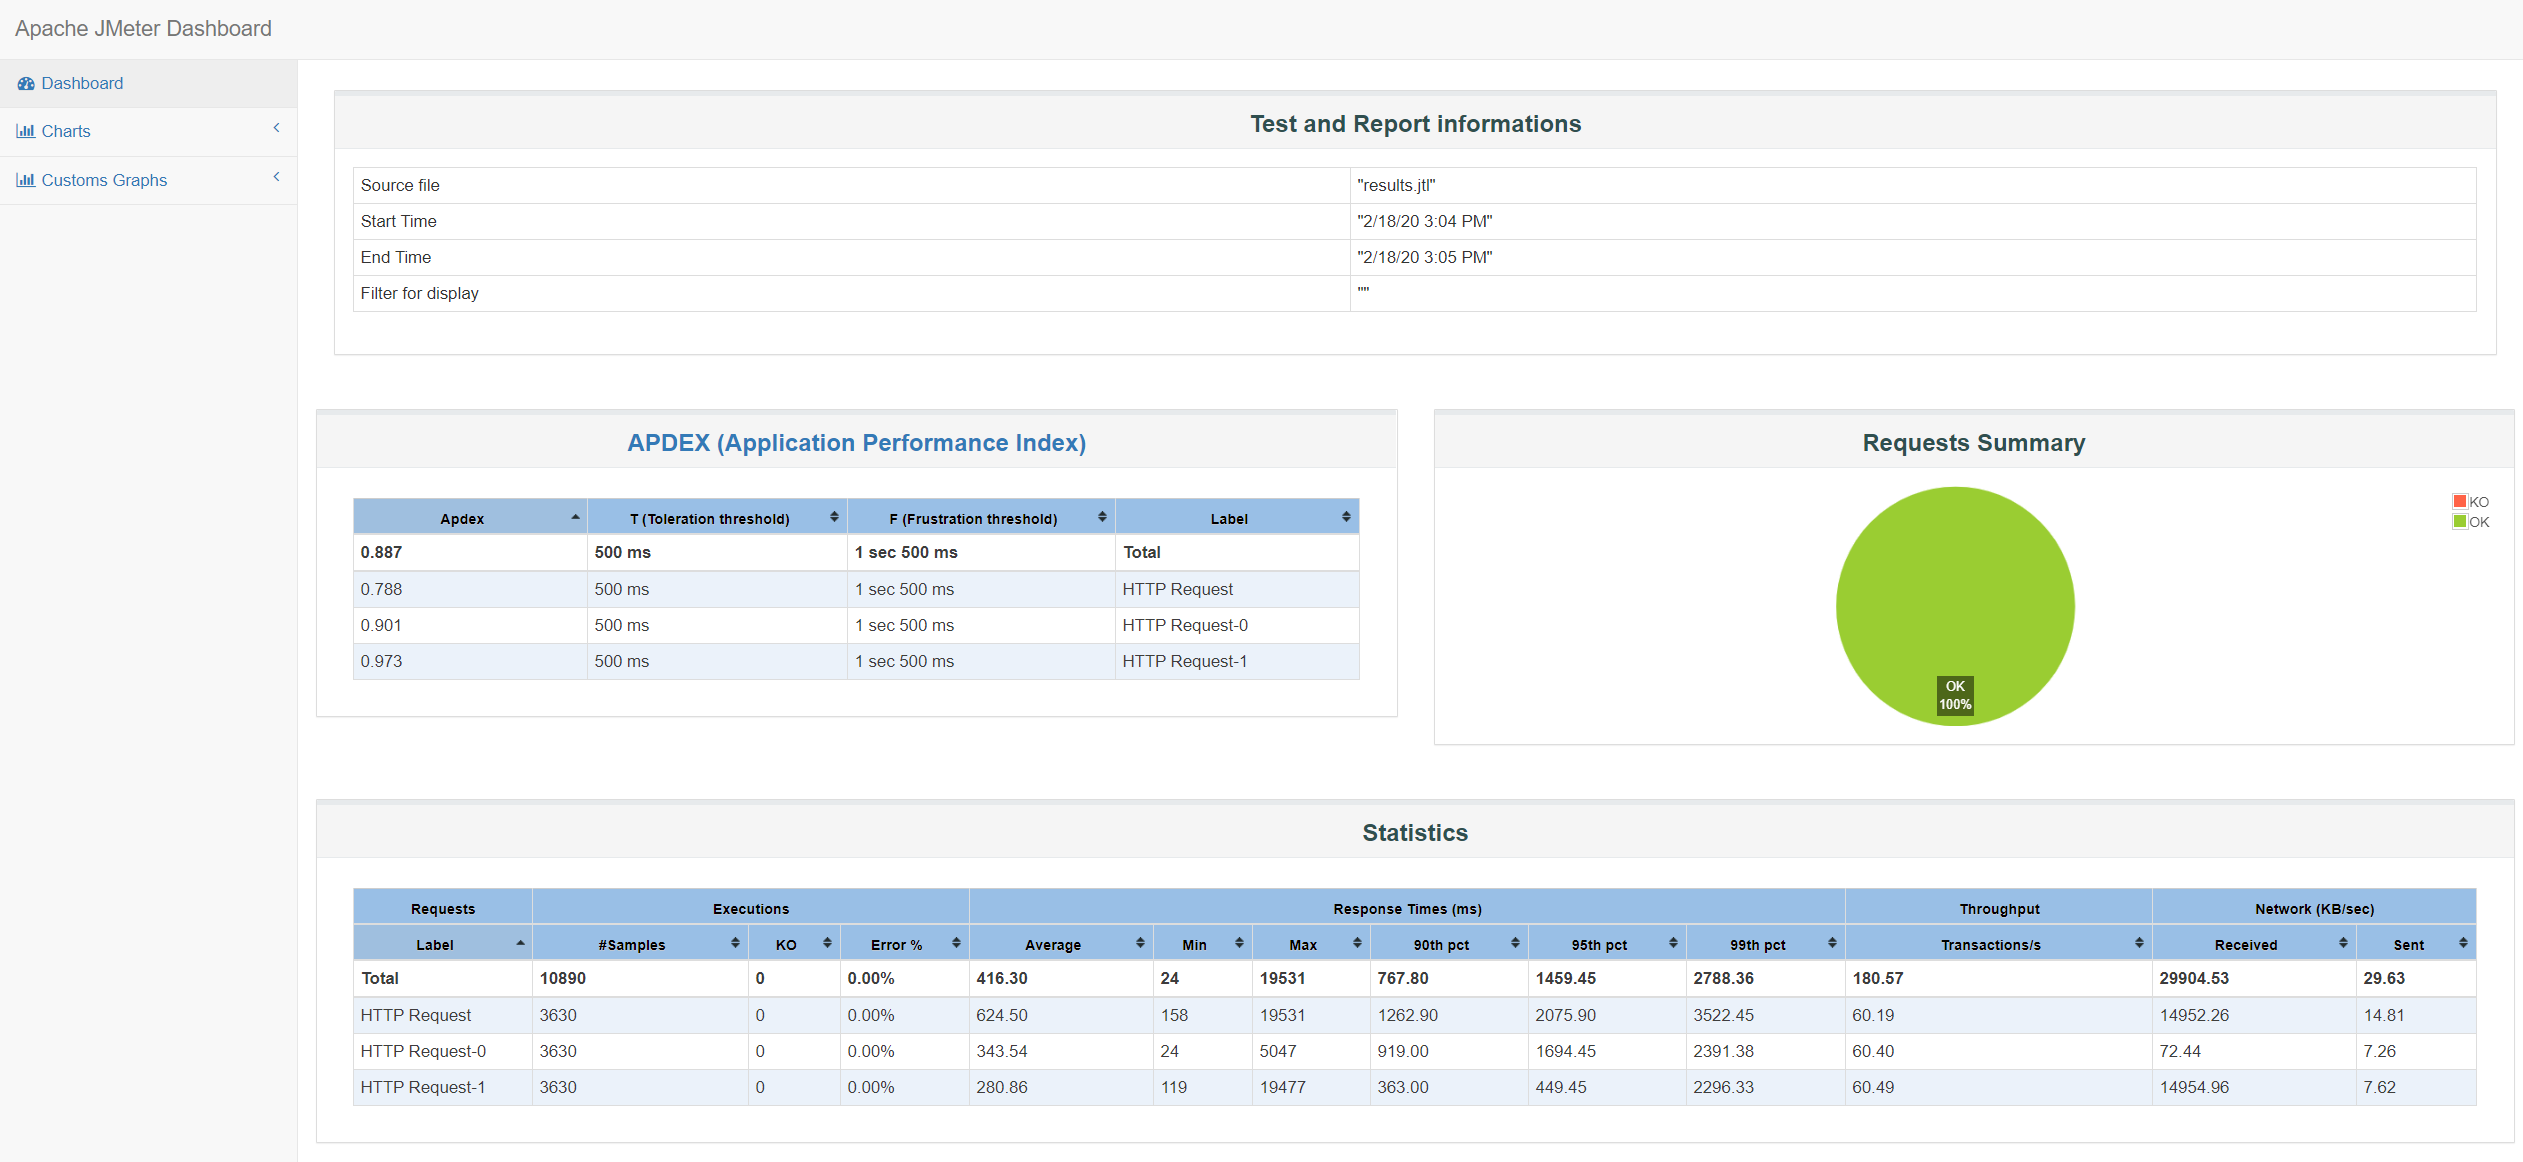 Apache JMeter Dashboard
Dashboard
Charts
Customs Graphs
Test and Report informations
Source file "results.jtl"
Start Time "2/18/20 3:04 PM"
End Time "2/18/20 3:05 PM"
Filter for display ""
APDEX (Application Performance Index)
Apdex T (Toleration threshold) F (Frustration threshold) Label
0.887 500 ms 1 sec 500 ms Total
0.788 500 ms 1 sec 500 ms HTTP Request
0.901 500 ms 1 sec 500 ms HTTP Request-0
0.973 500 ms 1 sec 500 ms HTTP Request-1
Requests Summary
KO
OK
OK
100%
Statistics
Requests Executions Response Times (ms) Throughput Network (KB/sec)
Label #Samples KO Error % Average Min Max 90th pct 95th pct 99th pct Transactions/s Received Sent
Total 10890 0 0.00% 416.30 24 19531 767.80 1459.45 2788.36 180.57 29904.53 29.63
HTTP Request 3630 0 0.00% 624.50 158 19531 1262.90 2075.90 3522.45 60.19 14952.26 14.81
HTTP Request-0 3630 0 0.00% 343.54 24 5047 919.00 1694.45 2391.38 60.40 72.44 7.26
HTTP Request-1 3630 0 0.00% 280.86 119 19477 363.00 449.45 2296.33 60.49 14954.96 7.62